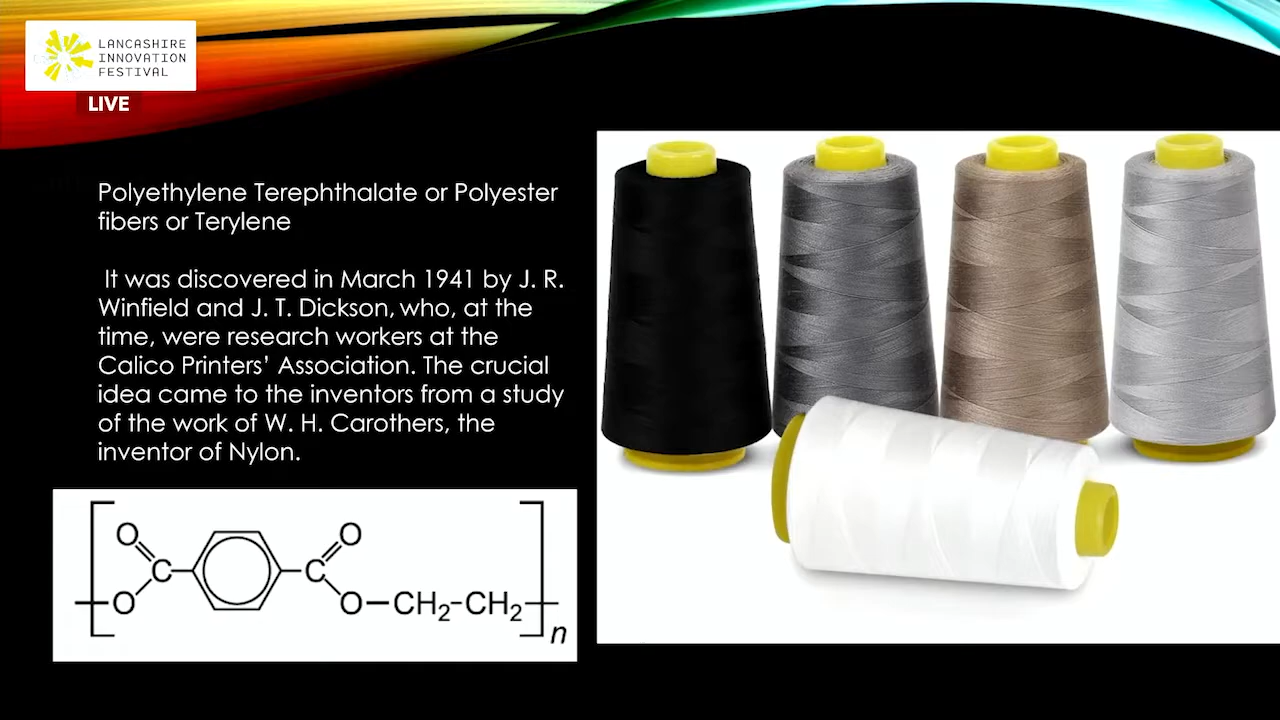 LANCASHIRE
INNOVATION
FESTIVAL
LIVE
Polyethylene Terephthalate or Polyester
fibers or Terylene
It was discovered in March 1941 by J. R.
Winfield and J. T. Dickson, who, at the
time, were research workers at the
Calico Printers’ Association. The crucial
idea came to the inventors from a study
of the work of W. H. Carothers, the
inventor of Nylon.
O O
C C
O O–CH₂-CH₂
n